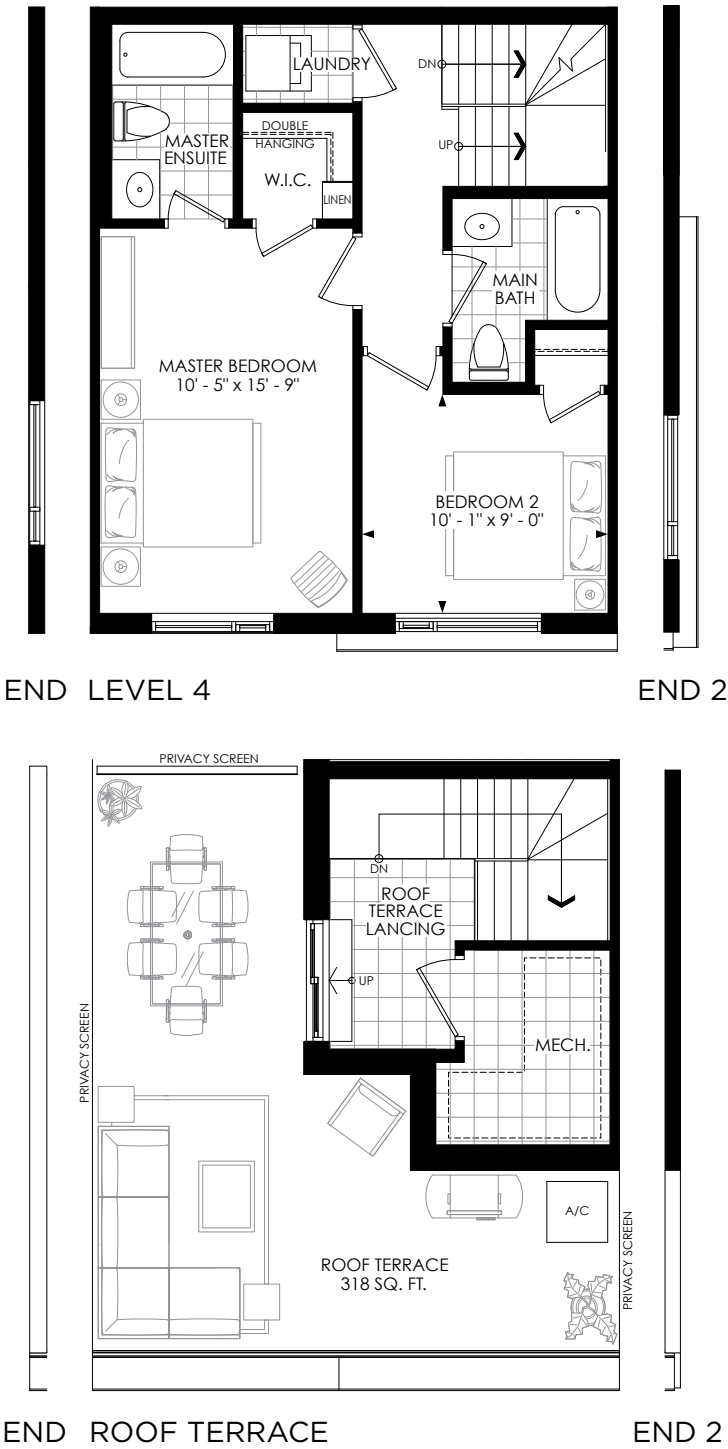 LAUNDRY
DN
MASTER
ENSUITE
DOUBLE
HANGING
UP
W.I.C.
LINEN
MAIN
BATH
MASTER BEDROOM
10' - 5" x 15' - 9"
BEDROOM 2
10' - 1" x 9' - 0"
END LEVEL 4 END 2
PRIVACY SCREEN
DN
ROOF
TERRACE
LANCING
UP
PRIVACY SCREEN
MECH.
A/C
PRIVACY SCREEN
ROOF TERRACE
318 SQ. FT.
END ROOF TERRACE END 2